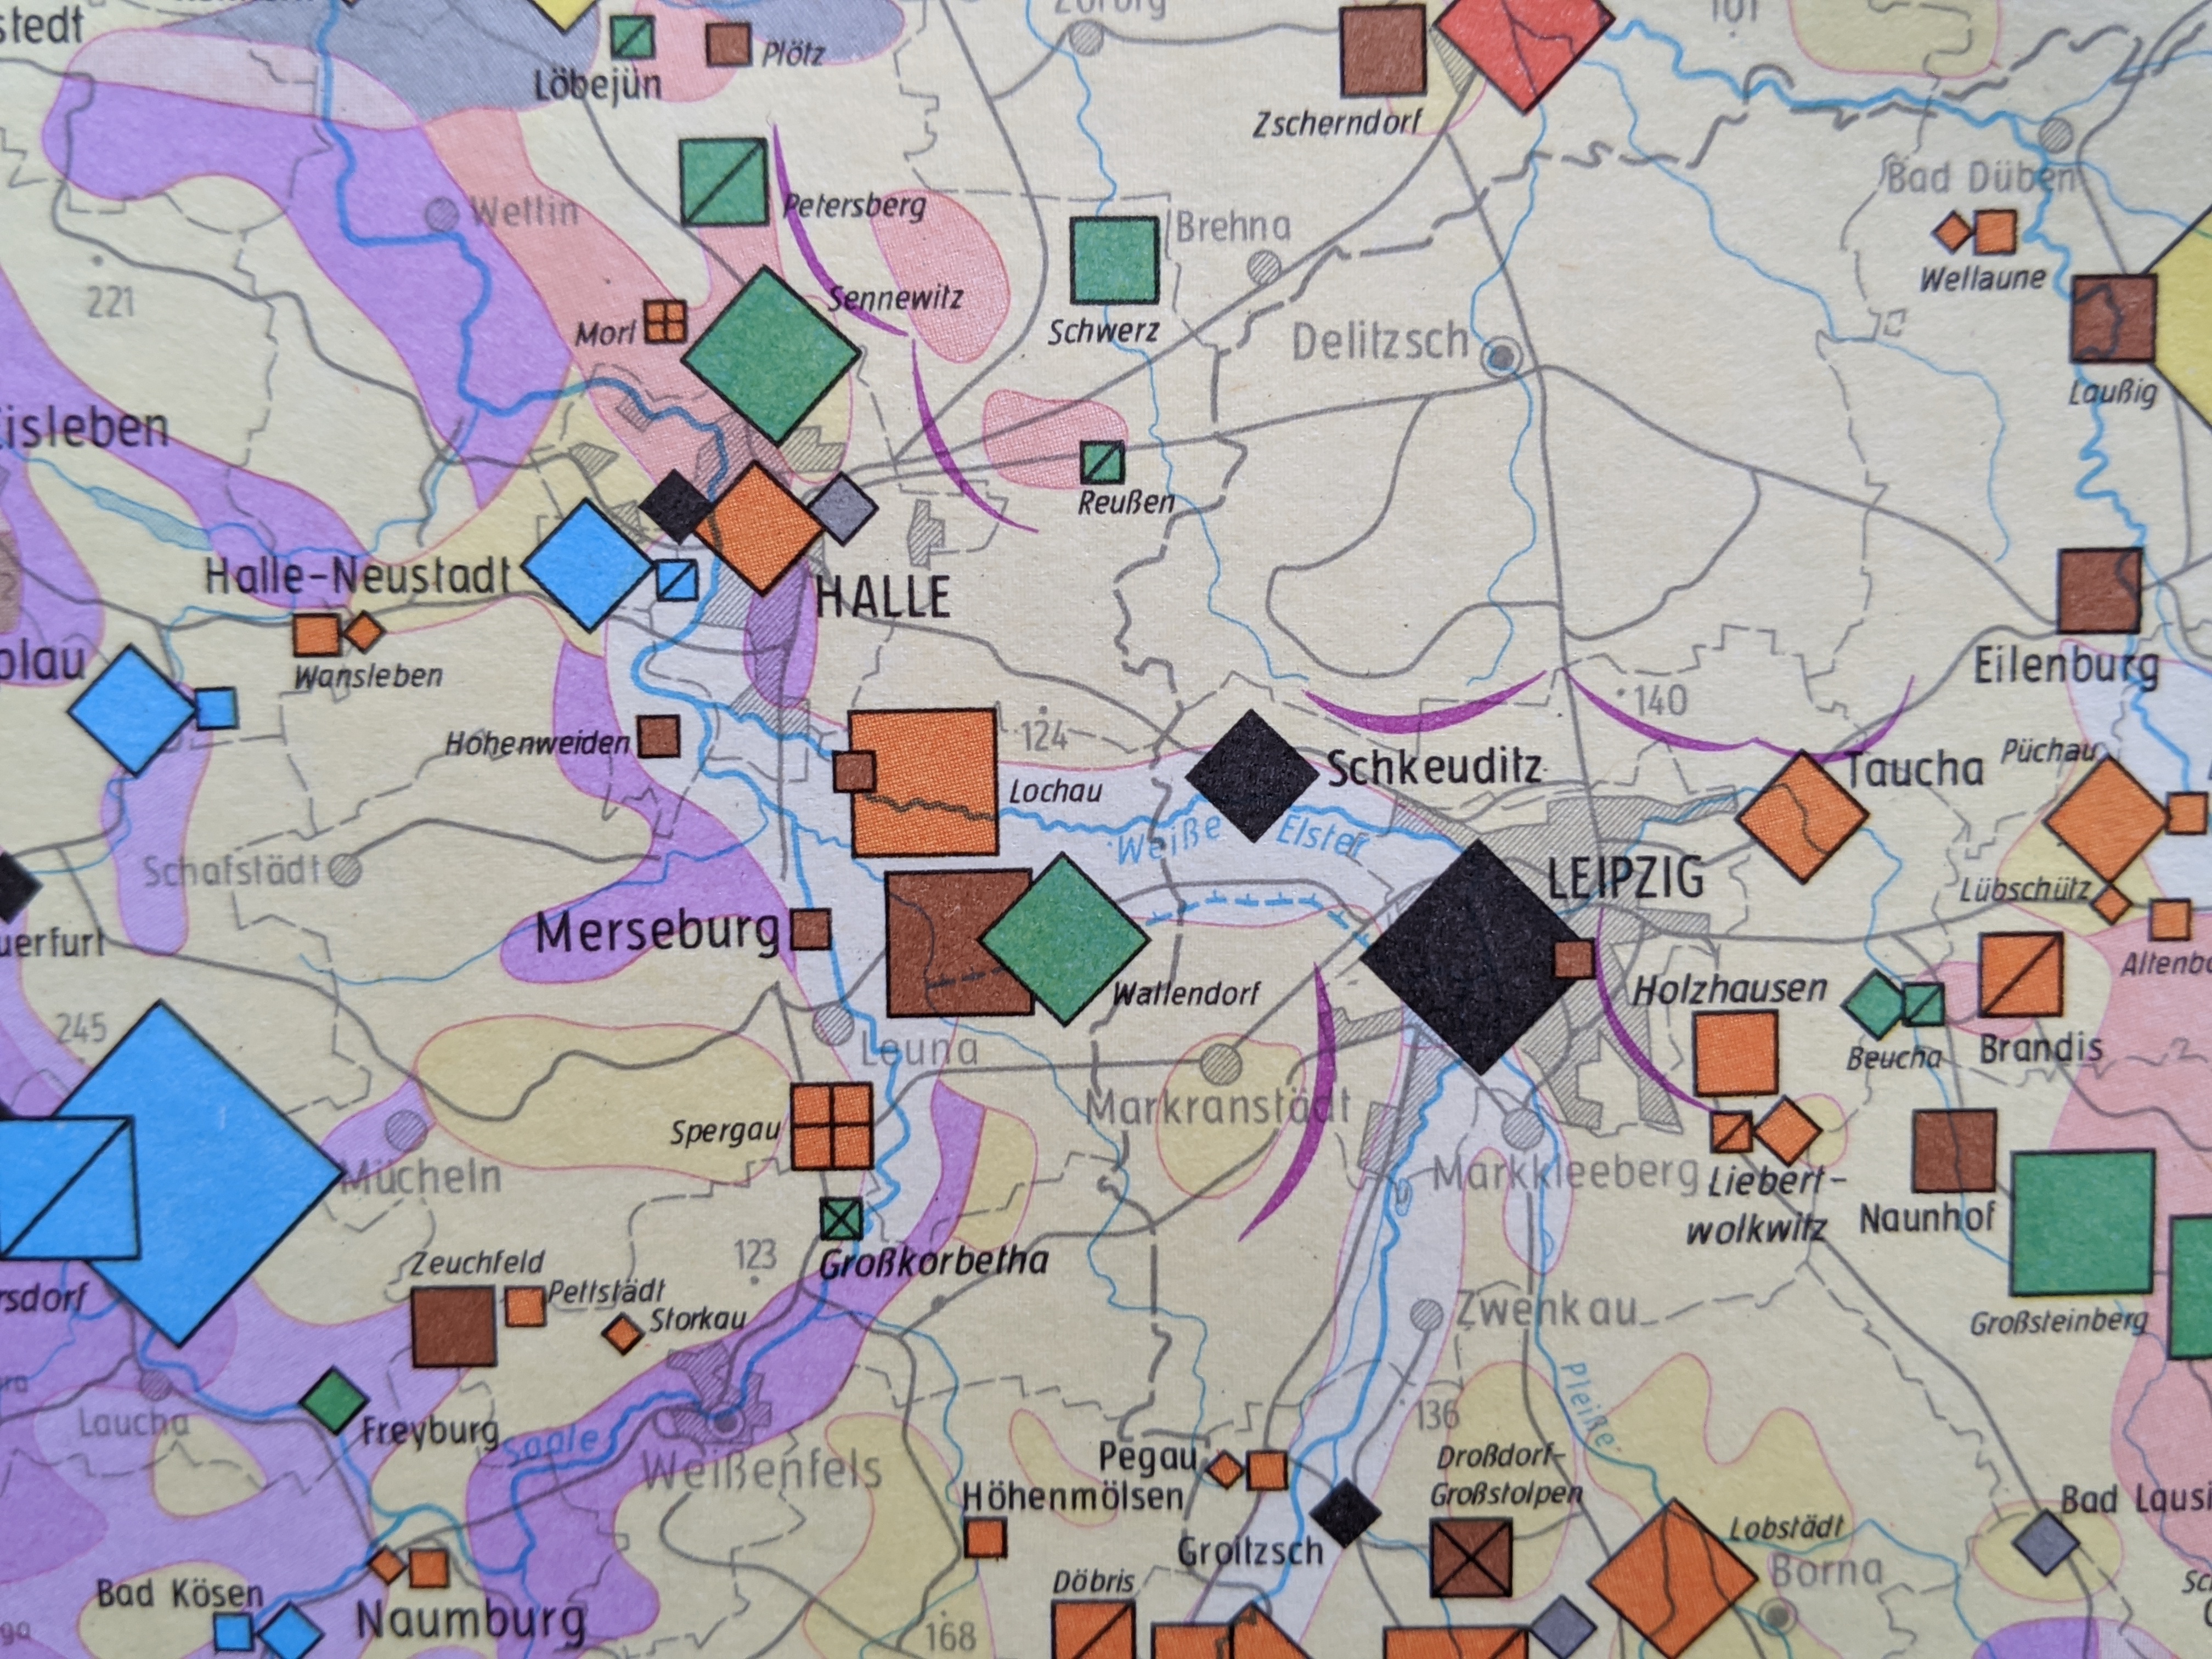 stedt
Löbejün
Plötz
Zörbig
101
Zscherndorf
Bad Düben
Wettin
Petersberg
Brehna
Wellaune
221
Sennewitz
Morl
Schwerz
Delitzsch
Laußig
Eisleben
Reußen
Halle-Neustadt
HALLE
olau
Wansleben
Eilenburg
140
124
Hohenweiden
Lochau
Schkeuditz
Taucha
Püchau
Weiße Elster
Schafstädt
LEIPZIG
Lübschütz
uerfurt
Merseburg
Wallendorf
Holzhausen
Altenb
245
Leuna
Beucha
Brandis
Markranstädt
Spergau
Mücheln
Markkleeberg
Liebert-
wolkwitz
Naunhof
123
Großkorbetha
Zeuchfeld
Pettstädt
Storkau
rsdorf
Zwenkau
Großsteinberg
Pleiße
Laucha
Freyburg
Saale
136
Weißenfels
Pegau
Höhenmölsen
Droßdorf-
Großstolpen
Bad Lausi
Groitzsch
Lobstädt
Borna
Döbris
Bad Kösen
Naumburg
168